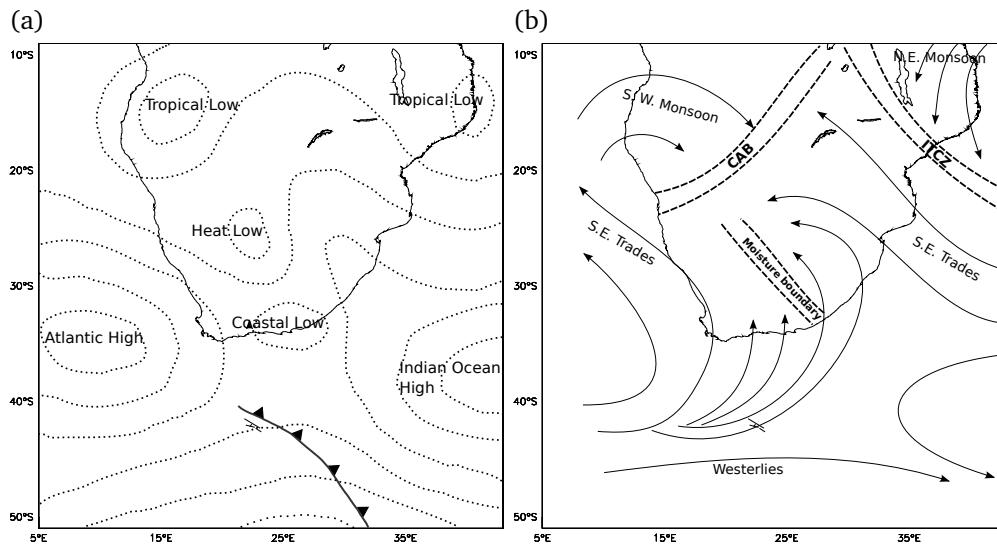 (a)
10°S
20°S
30°S
40°S
50°S
5°E
15°E
25°E
35°E
Tropical Low
Tropical Low
Heat Low
Coastal Low
Atlantic High
Indian Ocean
High
(b)
10°S
20°S
30°S
40°S
50°S
5°E
15°E
25°E
35°E
N.E. Monsoon
S. W. Monsoon
CAB
ITCZ
S.E. Trades
S.E. Trades
Moisture boundary
Westerlies